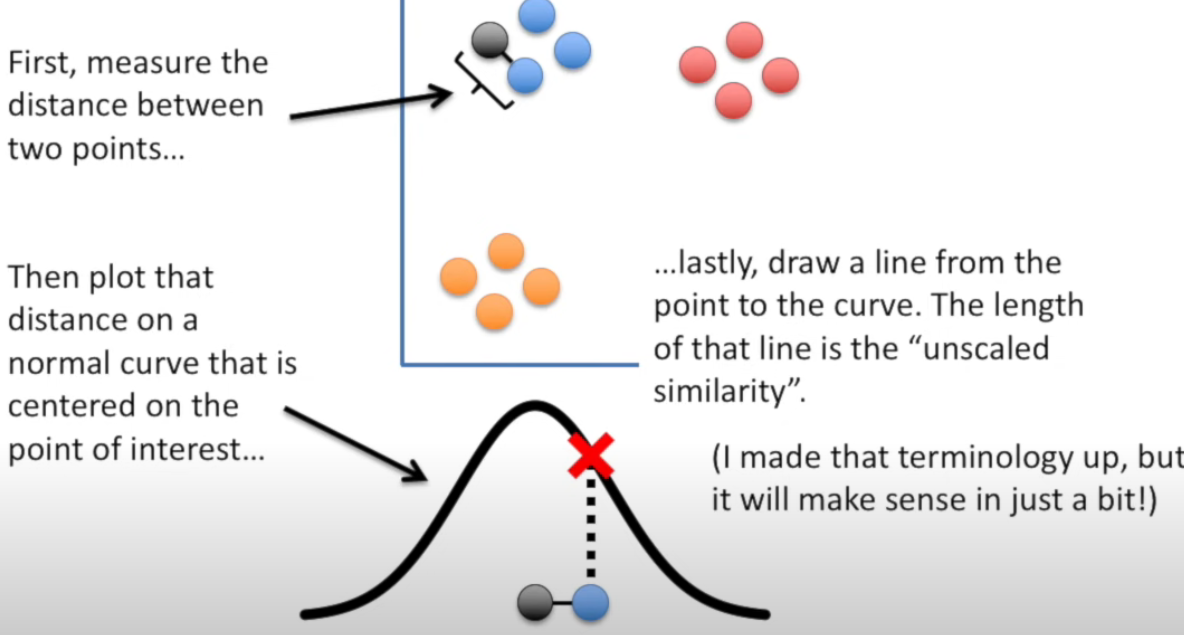 First, measure the
distance between
two points...
Then plot that
distance on a
normal curve that is
centered on the
point of interest...
...lastly, draw a line from the
point to the curve. The length
of that line is the “unscaled
similarity”.
(I made that terminology up, but
it will make sense in just a bit!)